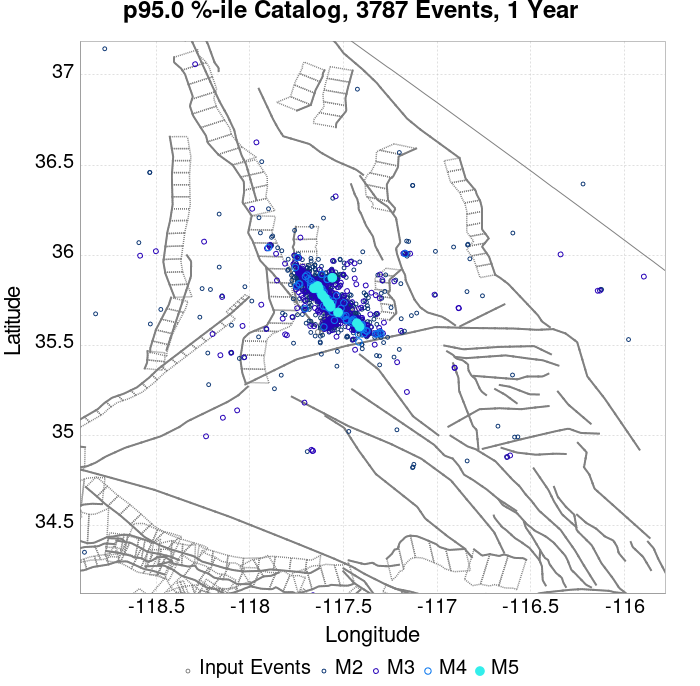 p95.0 %-ile Catalog, 3787 Events, 1 Year
37
36.5
36
35.5
35
34.5
Latitude
-118.5 -118 -117.5 -117 -116.5 -116
Longitude
Input Events M2 M3 M4 M5